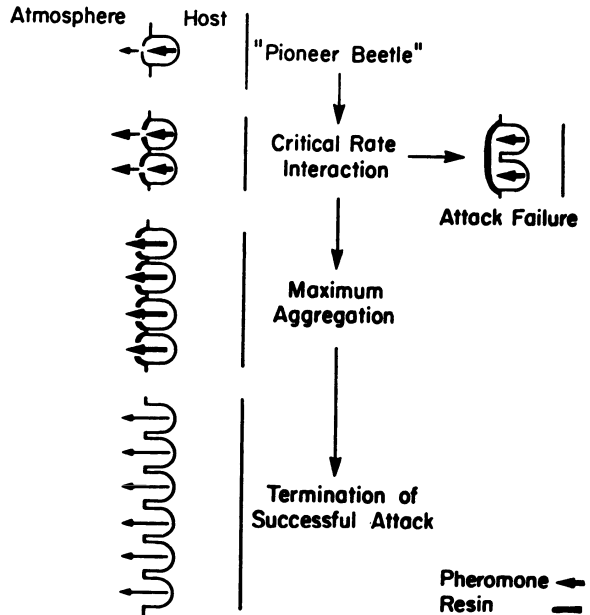 Atmosphere Host
"Pioneer Beetle"
Critical Rate
Interaction
Attack Failure
Maximum
Aggregation
Termination of
Successful Attack
Pheromone
Resin